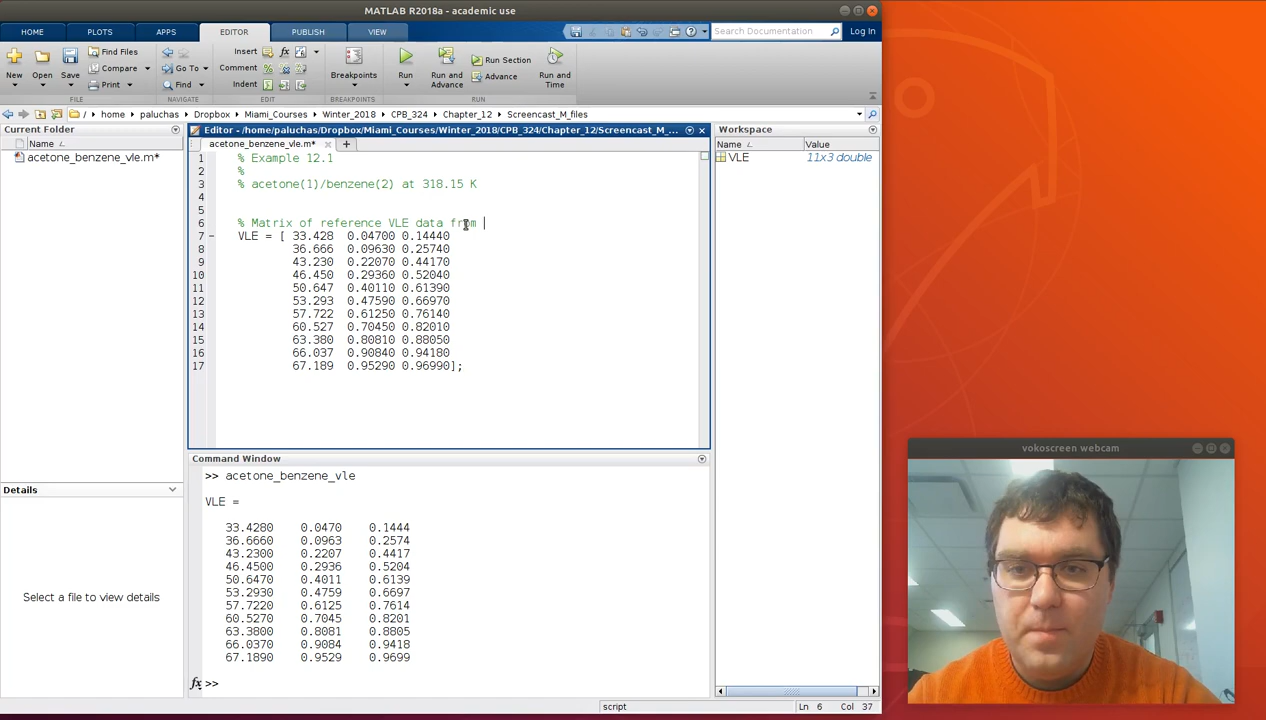 MATLAB R2018a - academic use
HOME PLOTS APPS EDITOR PUBLISH VIEW Search Documentation Log In
New Open Save Find Files Compare Print Go To Find Insert fx Comment Indent Breakpoints Run Run and Advance Run Section Advance Run and Time
FILE NAVIGATE EDIT BREAKPOINTS RUN
/ home paluchas Dropbox Miami_Courses Winter_2018 CPB_324 Chapter_12 Screencast_M_files
Current Folder
Name
acetone_benzene_vle.m*
Details
Select a file to view details
Editor - /home/paluchas/Dropbox/Miami_Courses/Winter_2018/CPB_324/Chapter_12/Screencast_M_...
acetone_benzene_vle.m*
1 % Example 12.1
2 %
3 % acetone(1)/benzene(2) at 318.15 K
4
5
6 % Matrix of reference VLE data from
7 - VLE = [ 33.428 0.04700 0.14440
8 36.666 0.09630 0.25740
9 43.230 0.22070 0.44170
10 46.450 0.29360 0.52040
11 50.647 0.40110 0.61390
12 53.293 0.47590 0.66970
13 57.722 0.61250 0.76140
14 60.527 0.70450 0.82010
15 63.380 0.80810 0.88050
16 66.037 0.90840 0.94180
17 67.189 0.95290 0.96990];
Command Window
>> acetone_benzene_vle
VLE =
33.4280 0.0470 0.1444
36.6660 0.0963 0.2574
43.2300 0.2207 0.4417
46.4500 0.2936 0.5204
50.6470 0.4011 0.6139
53.2930 0.4759 0.6697
57.7220 0.6125 0.7614
60.5270 0.7045 0.8201
63.3800 0.8081 0.8805
66.0370 0.9084 0.9418
67.1890 0.9529 0.9699
fx >>
Workspace
Name Value
VLE 11x3 double
script Ln 6 Col 37
vokoscreen webcam